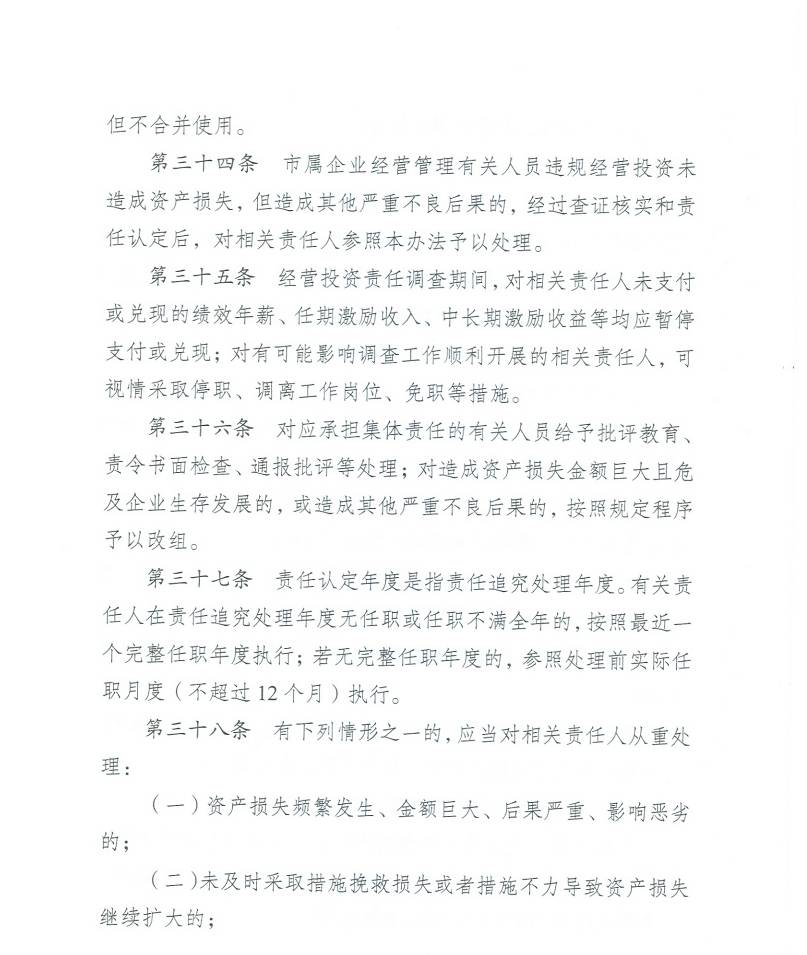 但不合并使用。
第三十四条　市属企业经营管理有关人员违规经营投资未
造成资产损失，但造成其他严重不良后果的，经过查证核实和责
任认定后，对相关责任人参照本办法予以处理。
第三十五条　经营投资责任调查期间，对相关责任人未支付
或兑现的绩效年薪、任期激励收入、中长期激励收益等均应暂停
支付或兑现；对有可能影响调查工作顺利开展的相关责任人，可
视情采取停职、调离工作岗位、免职等措施。
第三十六条　对应承担集体责任的有关人员给予批评教育、
责令书面检查、通报批评等处理；对造成资产损失金额巨大且危
及企业生存发展的，或造成其他严重不良后果的，按照规定程序
予以改组。
第三十七条　责任认定年度是指责任追究处理年度。有关责
任人在责任追究处理年度无任职或任职不满全年的，按照最近一
个完整任职年度执行；若无完整任职年度的，参照处理前实际任
职月度（不超过12个月）执行。
第三十八条　有下列情形之一的，应当对相关责任人从重处
理：
（一）资产损失频繁发生、金额巨大、后果严重、影响恶劣
的；
（二）未及时采取措施挽救损失或者措施不力导致资产损失
继续扩大的；